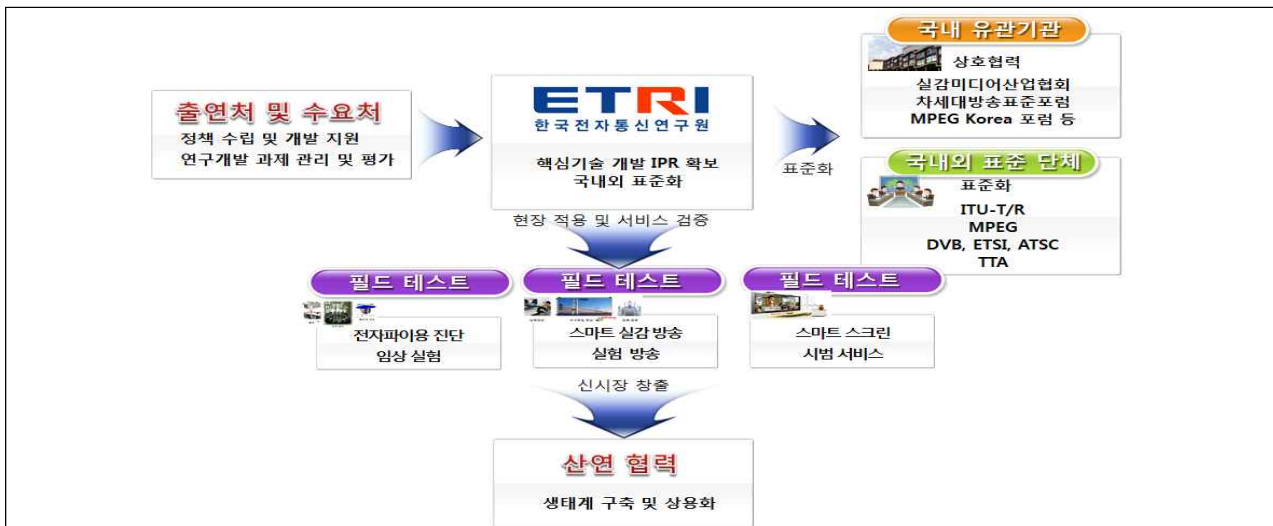 출연처 및 수요처
정책 수립 및 개발 지원
연구개발 과제 관리 및 평가
ETRI
한국전자통신연구원
핵심기술 개발 IPR 확보
국내외 표준화
표준화
국내 유관기관
상호협력
실감미디어산업협회
차세대방송표준포럼
MPEG Korea 포럼 등
국내외 표준 단체
표준화
ITU-T/R
MPEG
DVB, ETSI, ATSC
TTA
현장 적용 및 서비스 검증
필드 테스트
전자파이용 진단
임상 실험
필드 테스트
스마트 실감 방송
실험 방송
필드 테스트
스마트 스크린
시범 서비스
신시장 창출
산연 협력
생태계 구축 및 상용화